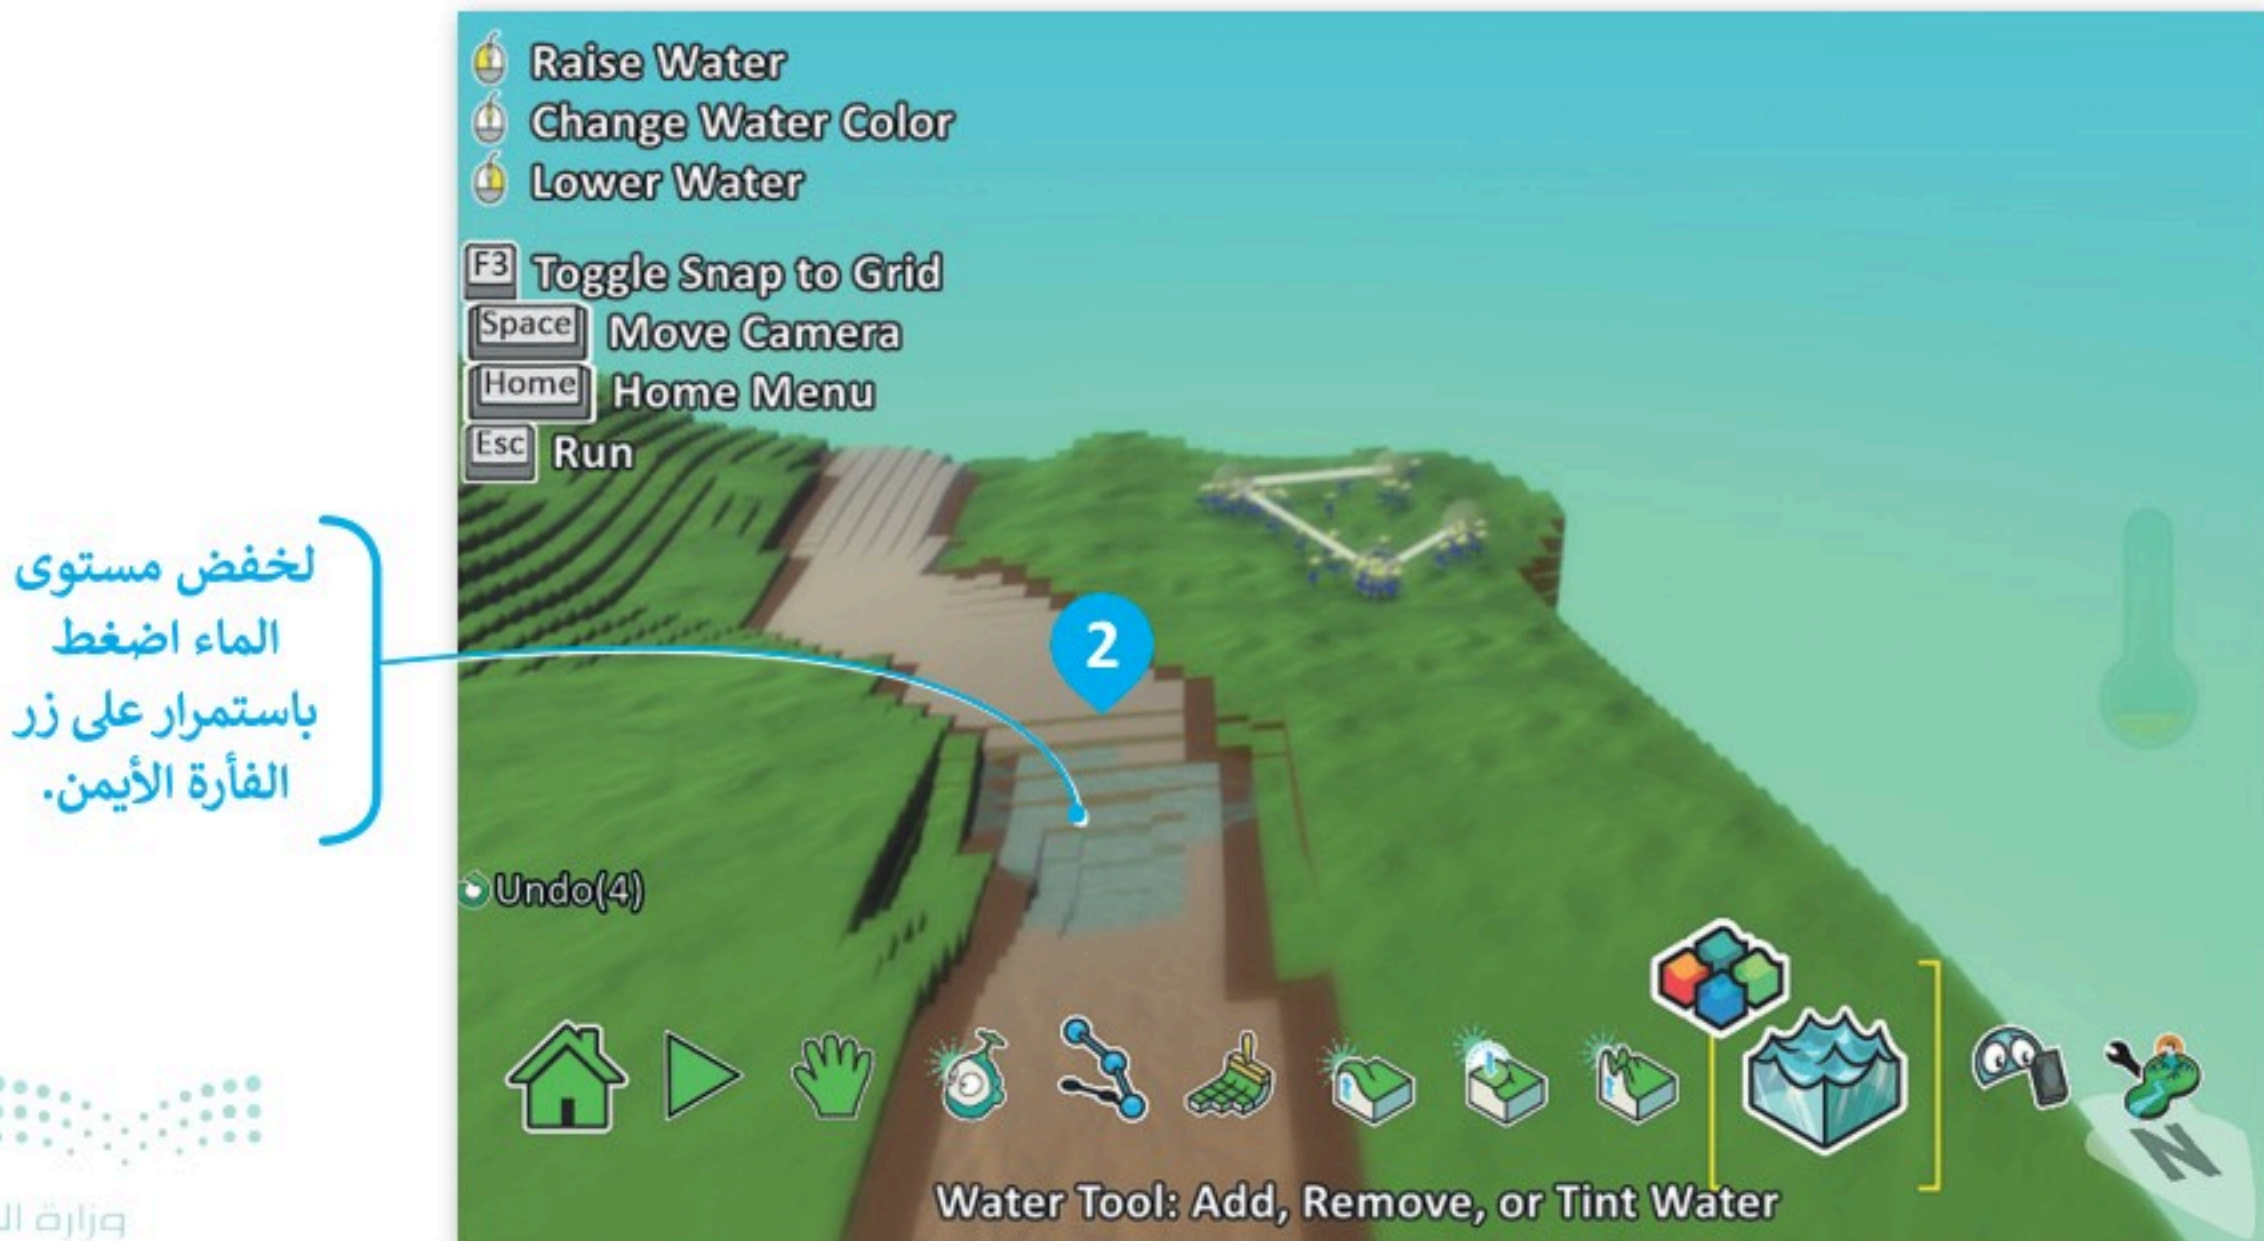 Raise Water
Change Water Color
Lower Water
F3 Toggle Snap to Grid
Space Move Camera
Home Home Menu
Esc Run
لخفض مستوى
الماء اضغط
باستمرار على زر
الفأرة الأيمن.
2
Undo(4)
N
Water Tool: Add, Remove, or Tint Water
وزارة